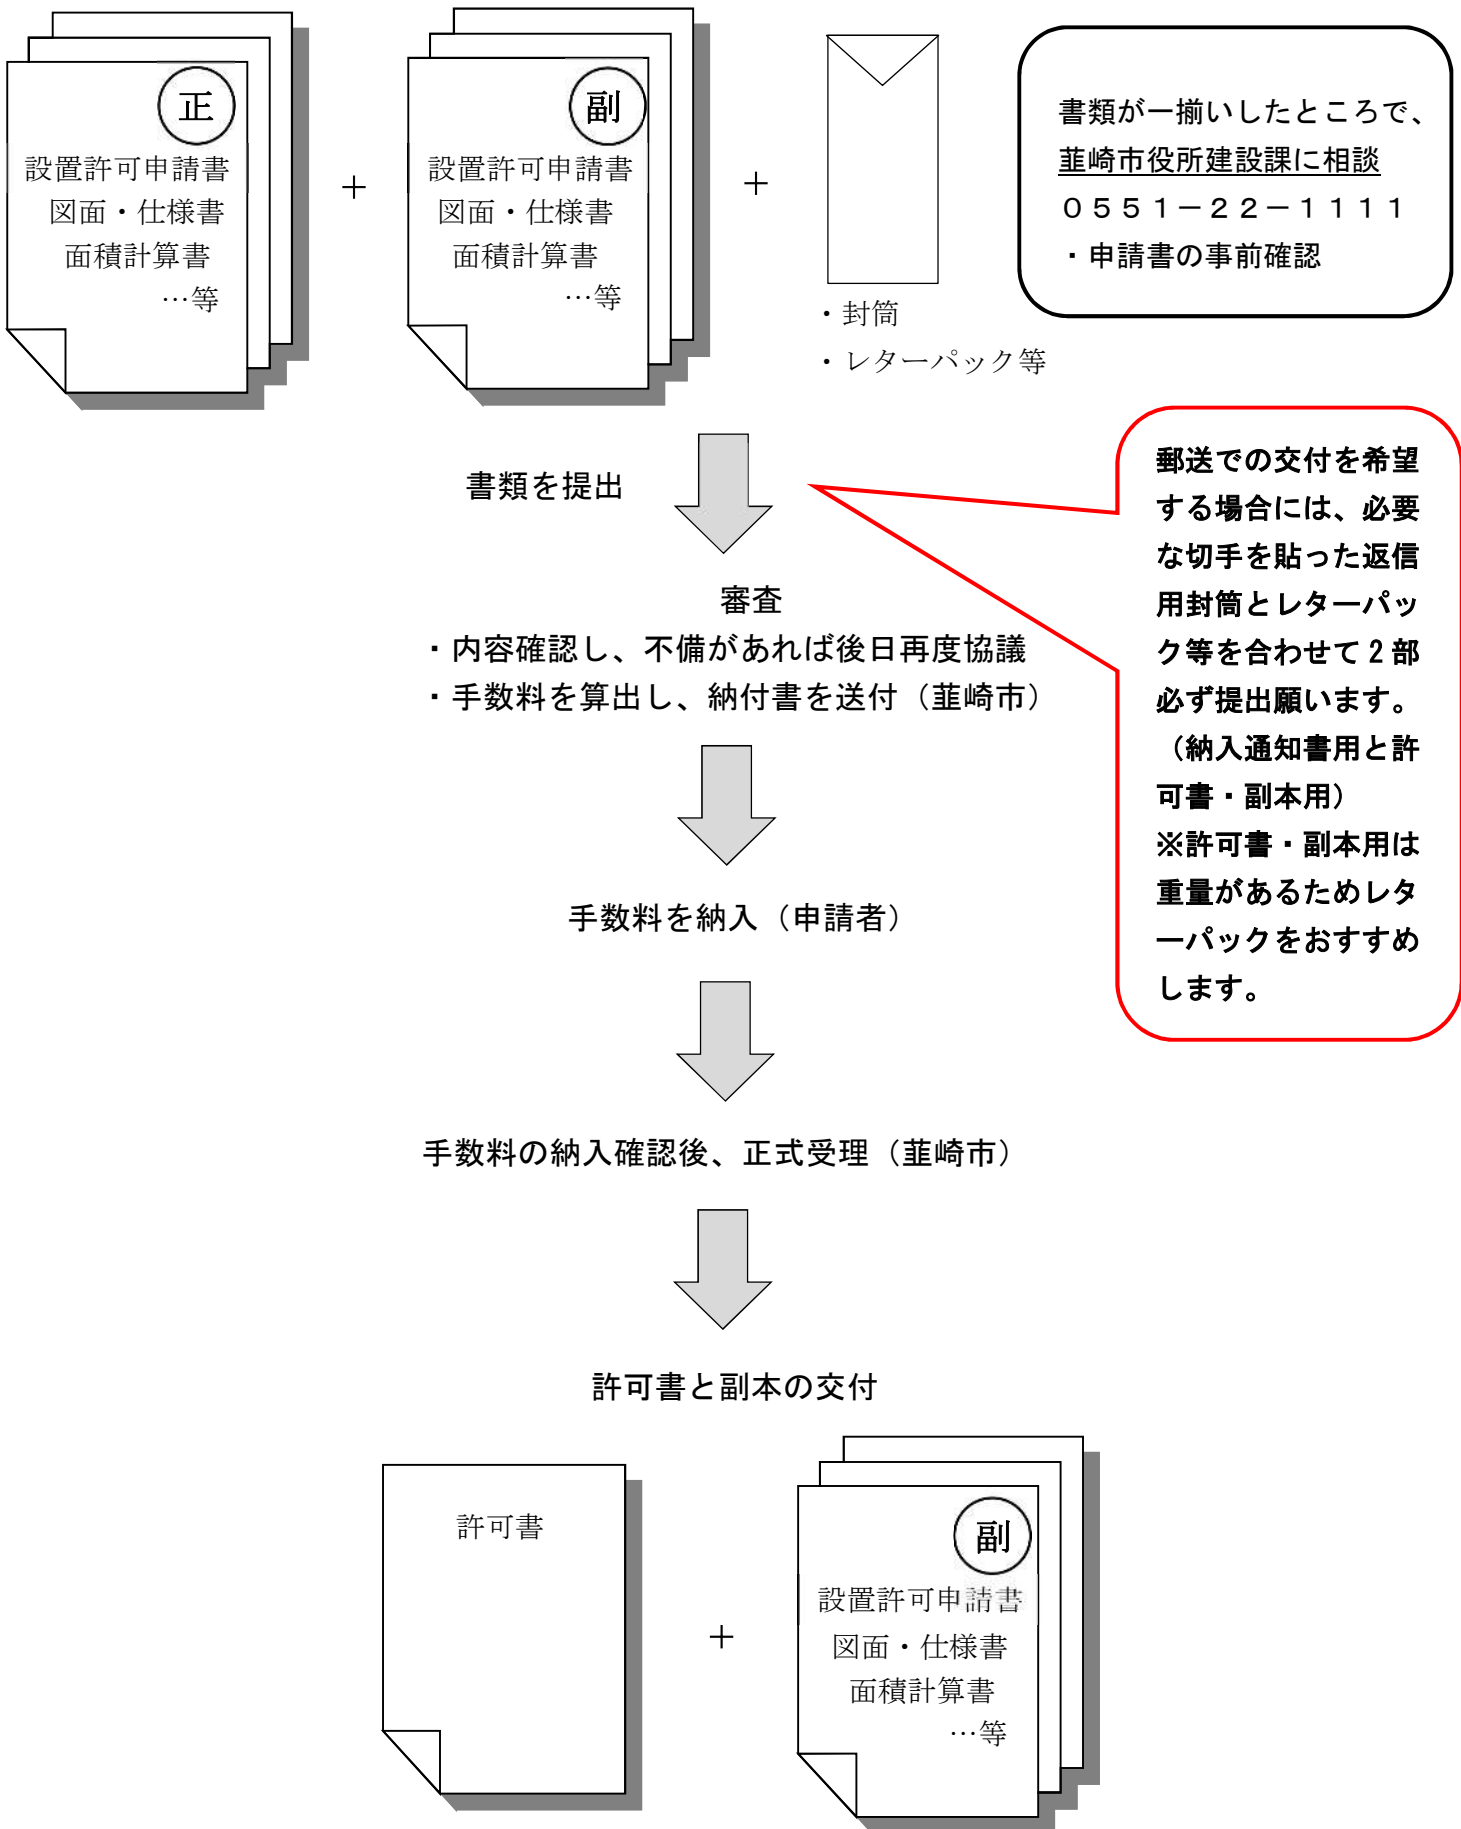 正
設置許可申請書
図面・仕様書
面積計算書
…等
＋
副
設置許可申請書
図面・仕様書
面積計算書
…等
＋
・封筒
・レターパック等
書類が一揃いしたところで、
韮崎市役所建設課に相談
０５５１－２２－１１１１
・申請書の事前確認
書類を提出
郵送での交付を希望
する場合には、必要
な切手を貼った返信
用封筒とレターパッ
ク等を合わせて２部
必ず提出願います。
（納入通知書用と許
可書・副本用）
※許可書・副本用は
重量があるためレタ
ーパックをおすすめ
します。
審査
・内容確認し、不備があれば後日再度協議
・手数料を算出し、納付書を送付（韮崎市）
手数料を納入（申請者）
手数料の納入確認後、正式受理（韮崎市）
許可書と副本の交付
許可書
＋
副
設置許可申請書
図面・仕様書
面積計算書
…等